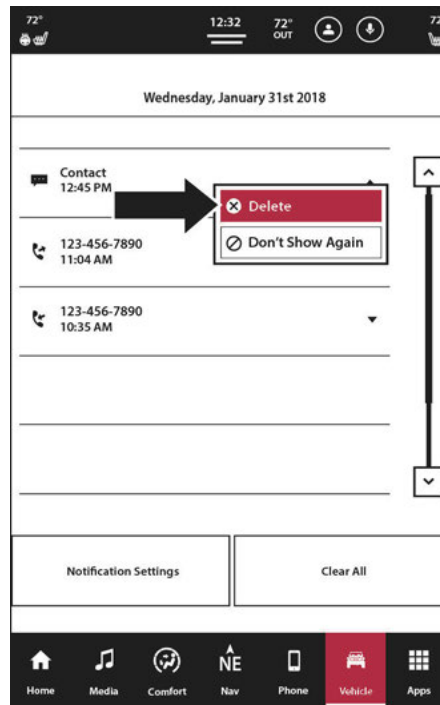 72°
12:32
72°
OUT
72
Wednesday, January 31st 2018
Contact
12:45 PM
Delete
Don't Show Again
123-456-7890
11:04 AM
123-456-7890
10:35 AM
Notification Settings
Clear All
NE
Home
Media
Comfort
Nav
Phone
Vehicle
Apps